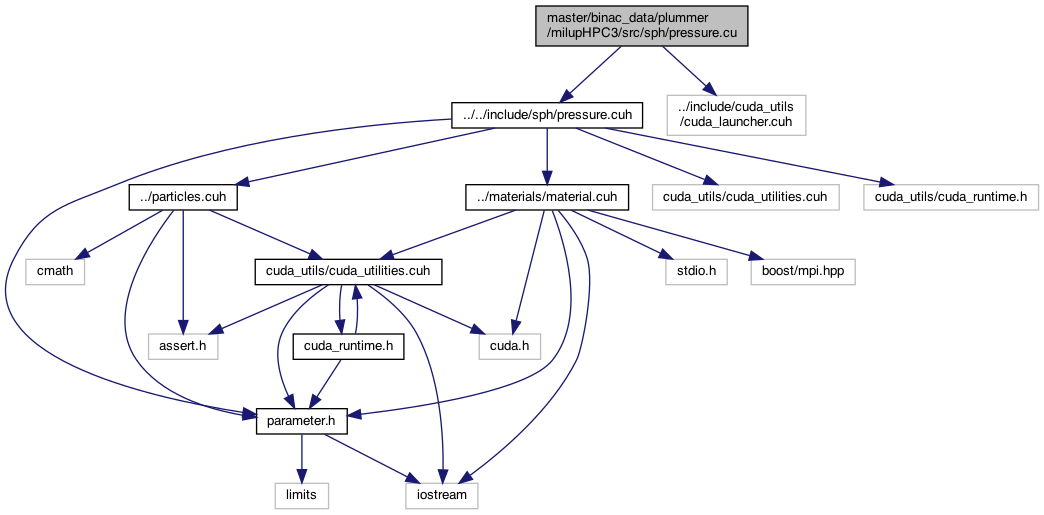 master/binac_data/plummer
/milupHPC3/src/sph/pressure.cu
../../include/sph/pressure.cuh
../include/cuda_utils
/cuda_launcher.cuh
../particles.cuh
../materials/material.cuh
cuda_utils/cuda_utilities.cuh
cuda_utils/cuda_runtime.h
cmath
cuda_utils/cuda_utilities.cuh
stdio.h
boost/mpi.hpp
assert.h
cuda_runtime.h
cuda.h
parameter.h
limits
iostream